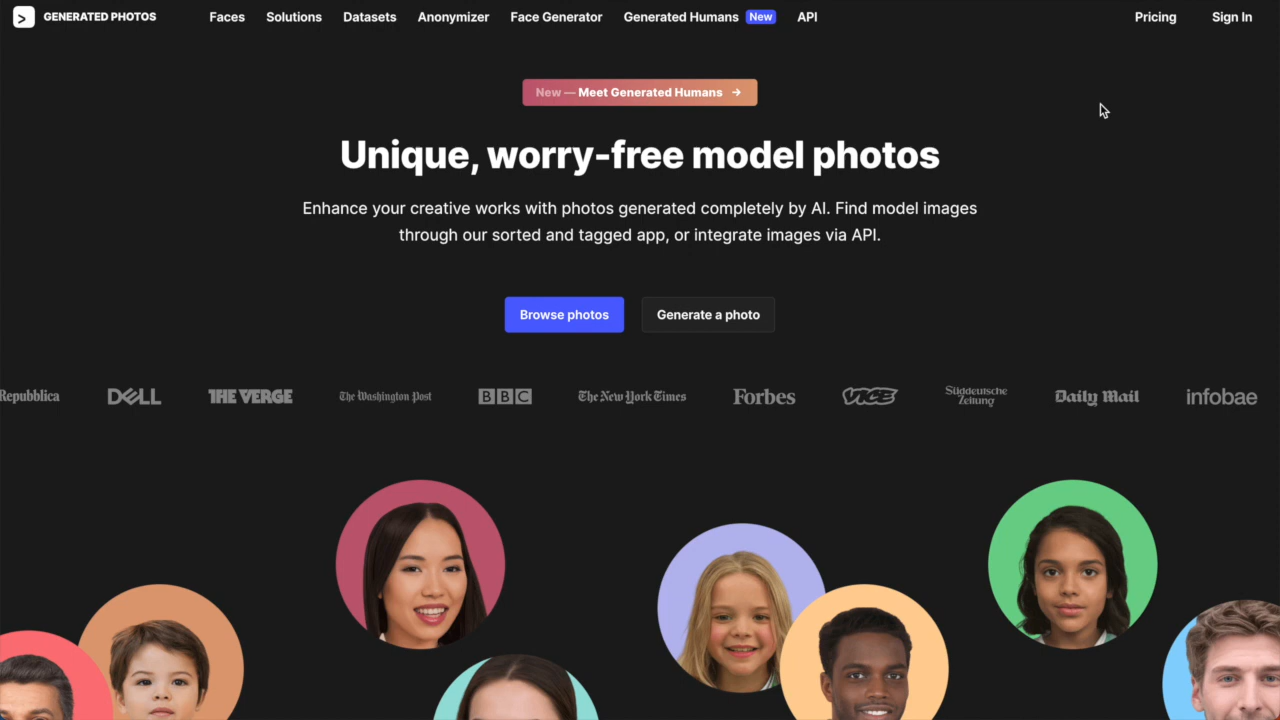 GENERATED PHOTOS Faces Solutions Datasets Anonymizer Face Generator Generated Humans New API Pricing Sign In
New — Meet Generated Humans →
Unique, worry-free model photos
Enhance your creative works with photos generated completely by AI. Find model images
through our sorted and tagged app, or integrate images via API.
Browse photos Generate a photo
Repubblica DELL THE VERGE The Washington Post BBC The New York Times Forbes VICE Süddeutsche Zeitung Daily Mail infobae